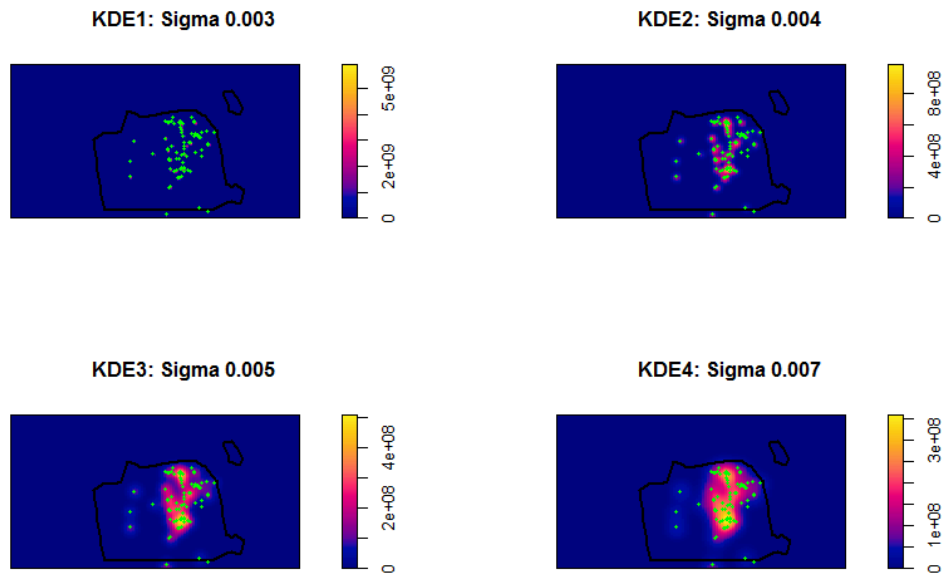 KDE1: Sigma 0.003
0 2e+09 5e+09
KDE2: Sigma 0.004
0 4e+08 8e+08
KDE3: Sigma 0.005
0 2e+08 4e+08
KDE4: Sigma 0.007
0 1e+08 3e+08